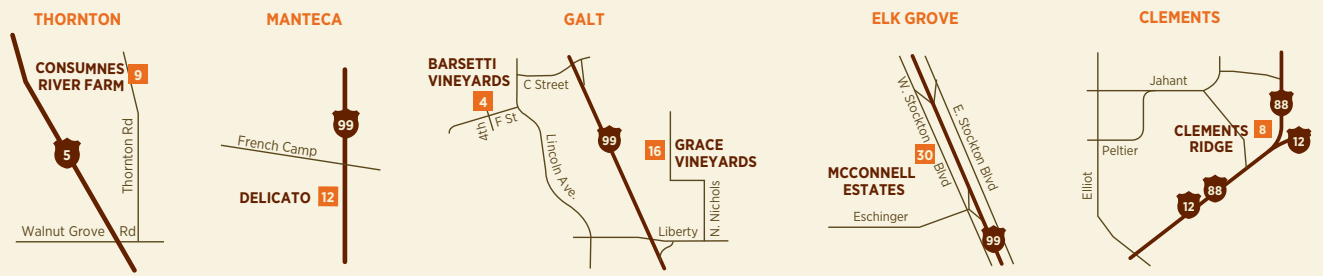 THORNTON
CONSUMNES
RIVER FARM
9
5
Thornton Rd
Walnut Grove Rd
MANTECA
99
French Camp
DELICATO
12
GALT
BARSETTI
VINEYARDS
4
C Street
4th
F St
Lincoln Ave.
99
16
GRACE
VINEYARDS
N. Nichols
Liberty
ELK GROVE
W. Stockton Blvd
E. Stockton Blvd
30
MCCONNELL
ESTATES
Eschinger
99
CLEMENTS
Jahant
88
CLEMENTS
RIDGE
8
12
Peltier
Elliot
88
12